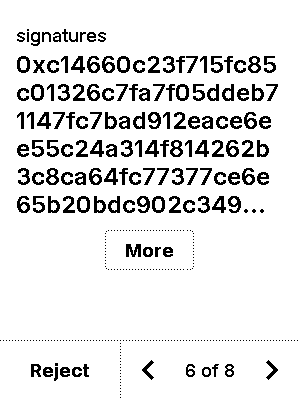 signatures
0xc14660c23f715fc85
c01326c7fa7f05ddeb7
1147fc7bad912eace6e
e55c24a314f814262b
3c8ca64fc77377ce6e
65b20bdc902c349...
More
Reject
6 of 8